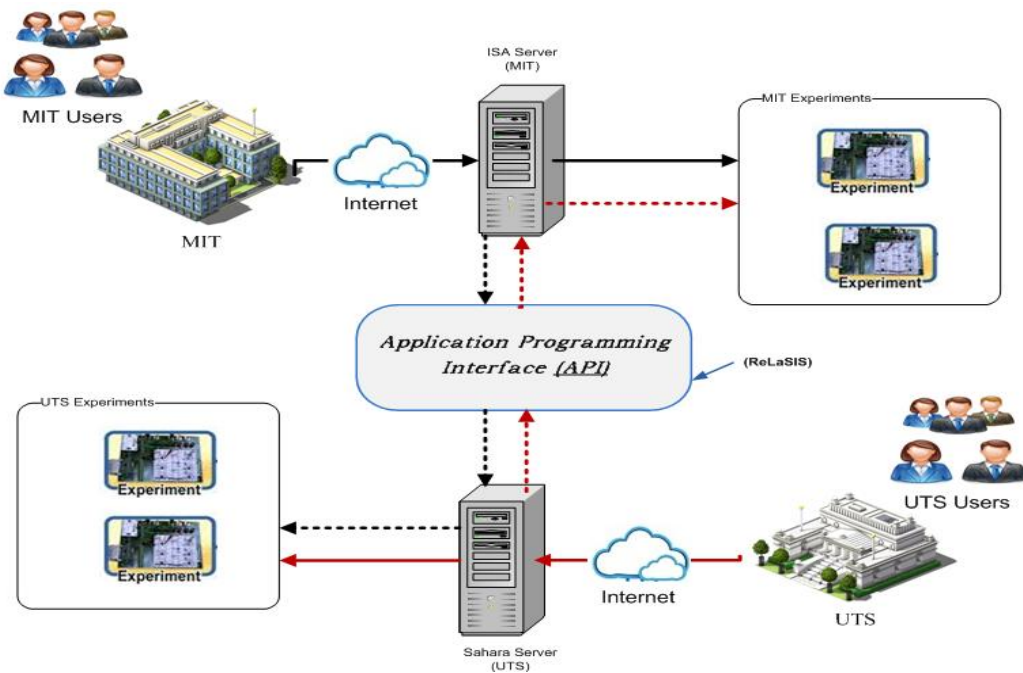 ISA Server
(MIT)
MIT Users
MIT Experiments
Experiment
Internet
MIT
Experiment
Application Programming
Interface (API)
(ReLaSIS)
UTS Experiments
Experiment
UTS Users
Experiment
Internet
UTS
Sahara Server
(UTS)